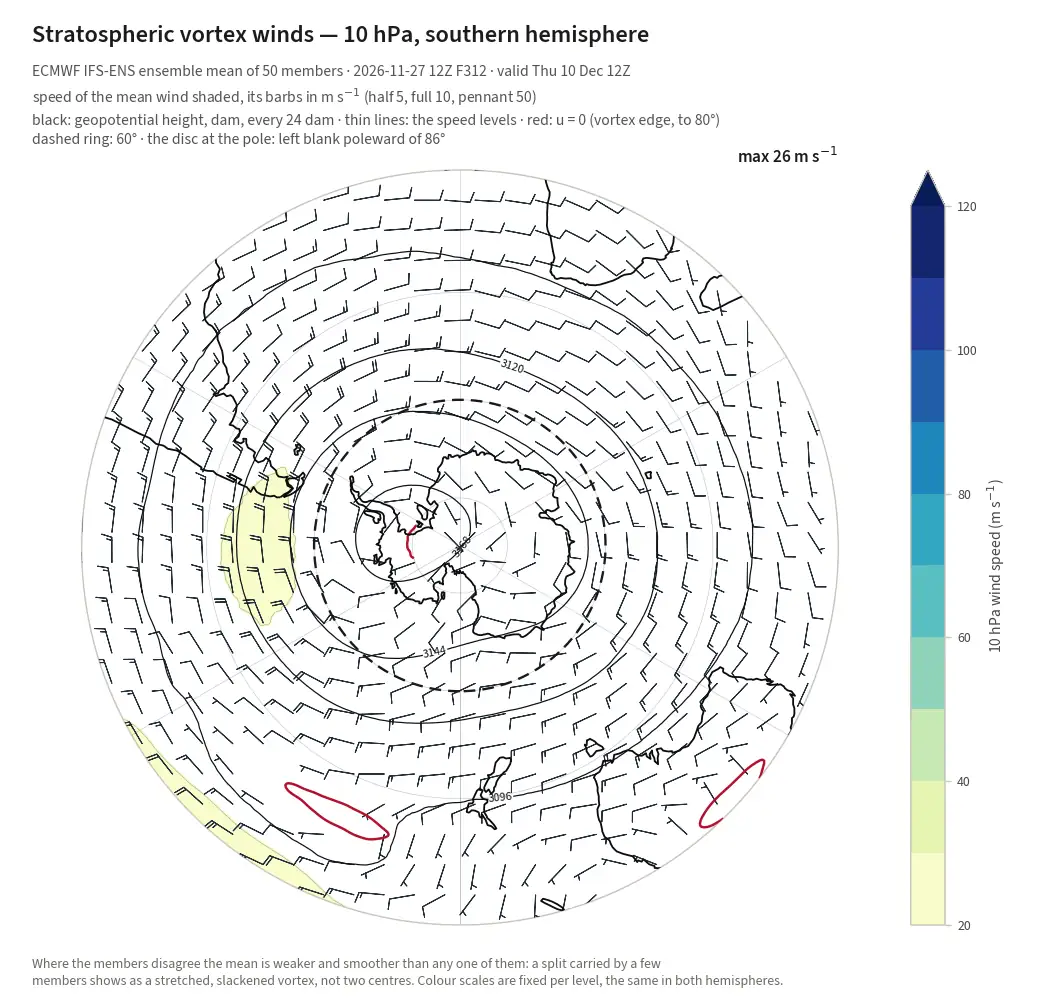 Stratospheric vortex winds — 10 hPa, southern hemisphere
ECMWF IFS-ENS ensemble mean of 50 members · 2026-11-27 12Z F312 · valid Thu 10 Dec 12Z
speed of the mean wind shaded, its barbs in m s⁻¹ (half 5, full 10, pennant 50)
black: geopotential height, dam, every 24 dam · thin lines: the speed levels · red: u = 0 (vortex edge, to 80°)
dashed ring: 60° · the disc at the pole: left blank poleward of 86°
max 26 m s⁻¹
120
100
80
60
40
20
10 hPa wind speed (m s⁻¹)
3120
3144
3096
Where the members disagree the mean is weaker and smoother than any one of them: a split carried by a few
members shows as a stretched, slackened vortex, not two centres. Colour scales are fixed per level, the same in both hemispheres.